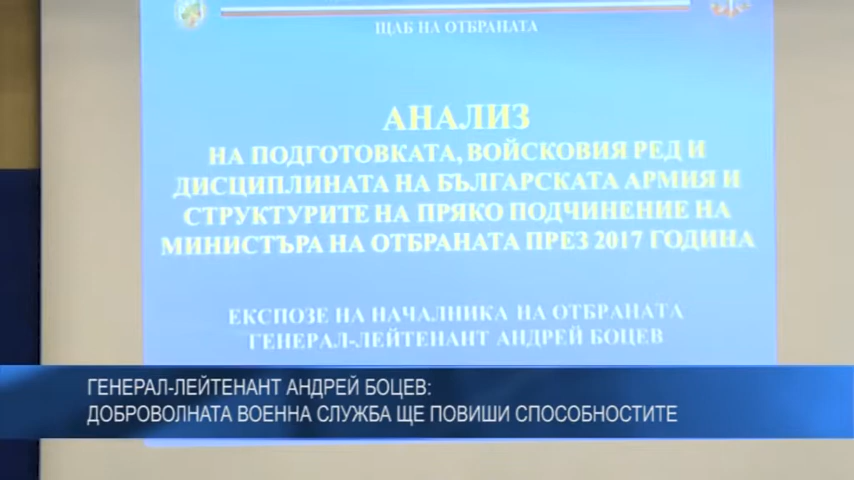 ЩАБ НА ОТБРАНАТА
АНАЛИЗ
НА ПОДГОТОВКАТА, ВОЙСКОВИЯ РЕД И
ДИСЦИПЛИНАТА НА БЪЛГАРСКАТА АРМИЯ И
СТРУКТУРИТЕ НА ПРЯКО ПОДЧИНЕНИЕ НА
МИНИСТЪРА НА ОТБРАНАТА ПРЕЗ 2017 ГОДИНА
ЕКСПОЗЕ НА НАЧАЛНИКА НА ОТБРАНАТА
ГЕНЕРАЛ-ЛЕЙТЕНАНТ АНДРЕЙ БОЦЕВ
ГЕНЕРАЛ-ЛЕЙТЕНАНТ АНДРЕЙ БОЦЕВ:
ДОБРОВОЛНАТА ВОЕННА СЛУЖБА ЩЕ ПОВИШИ СПОСОБНОСТИТЕ